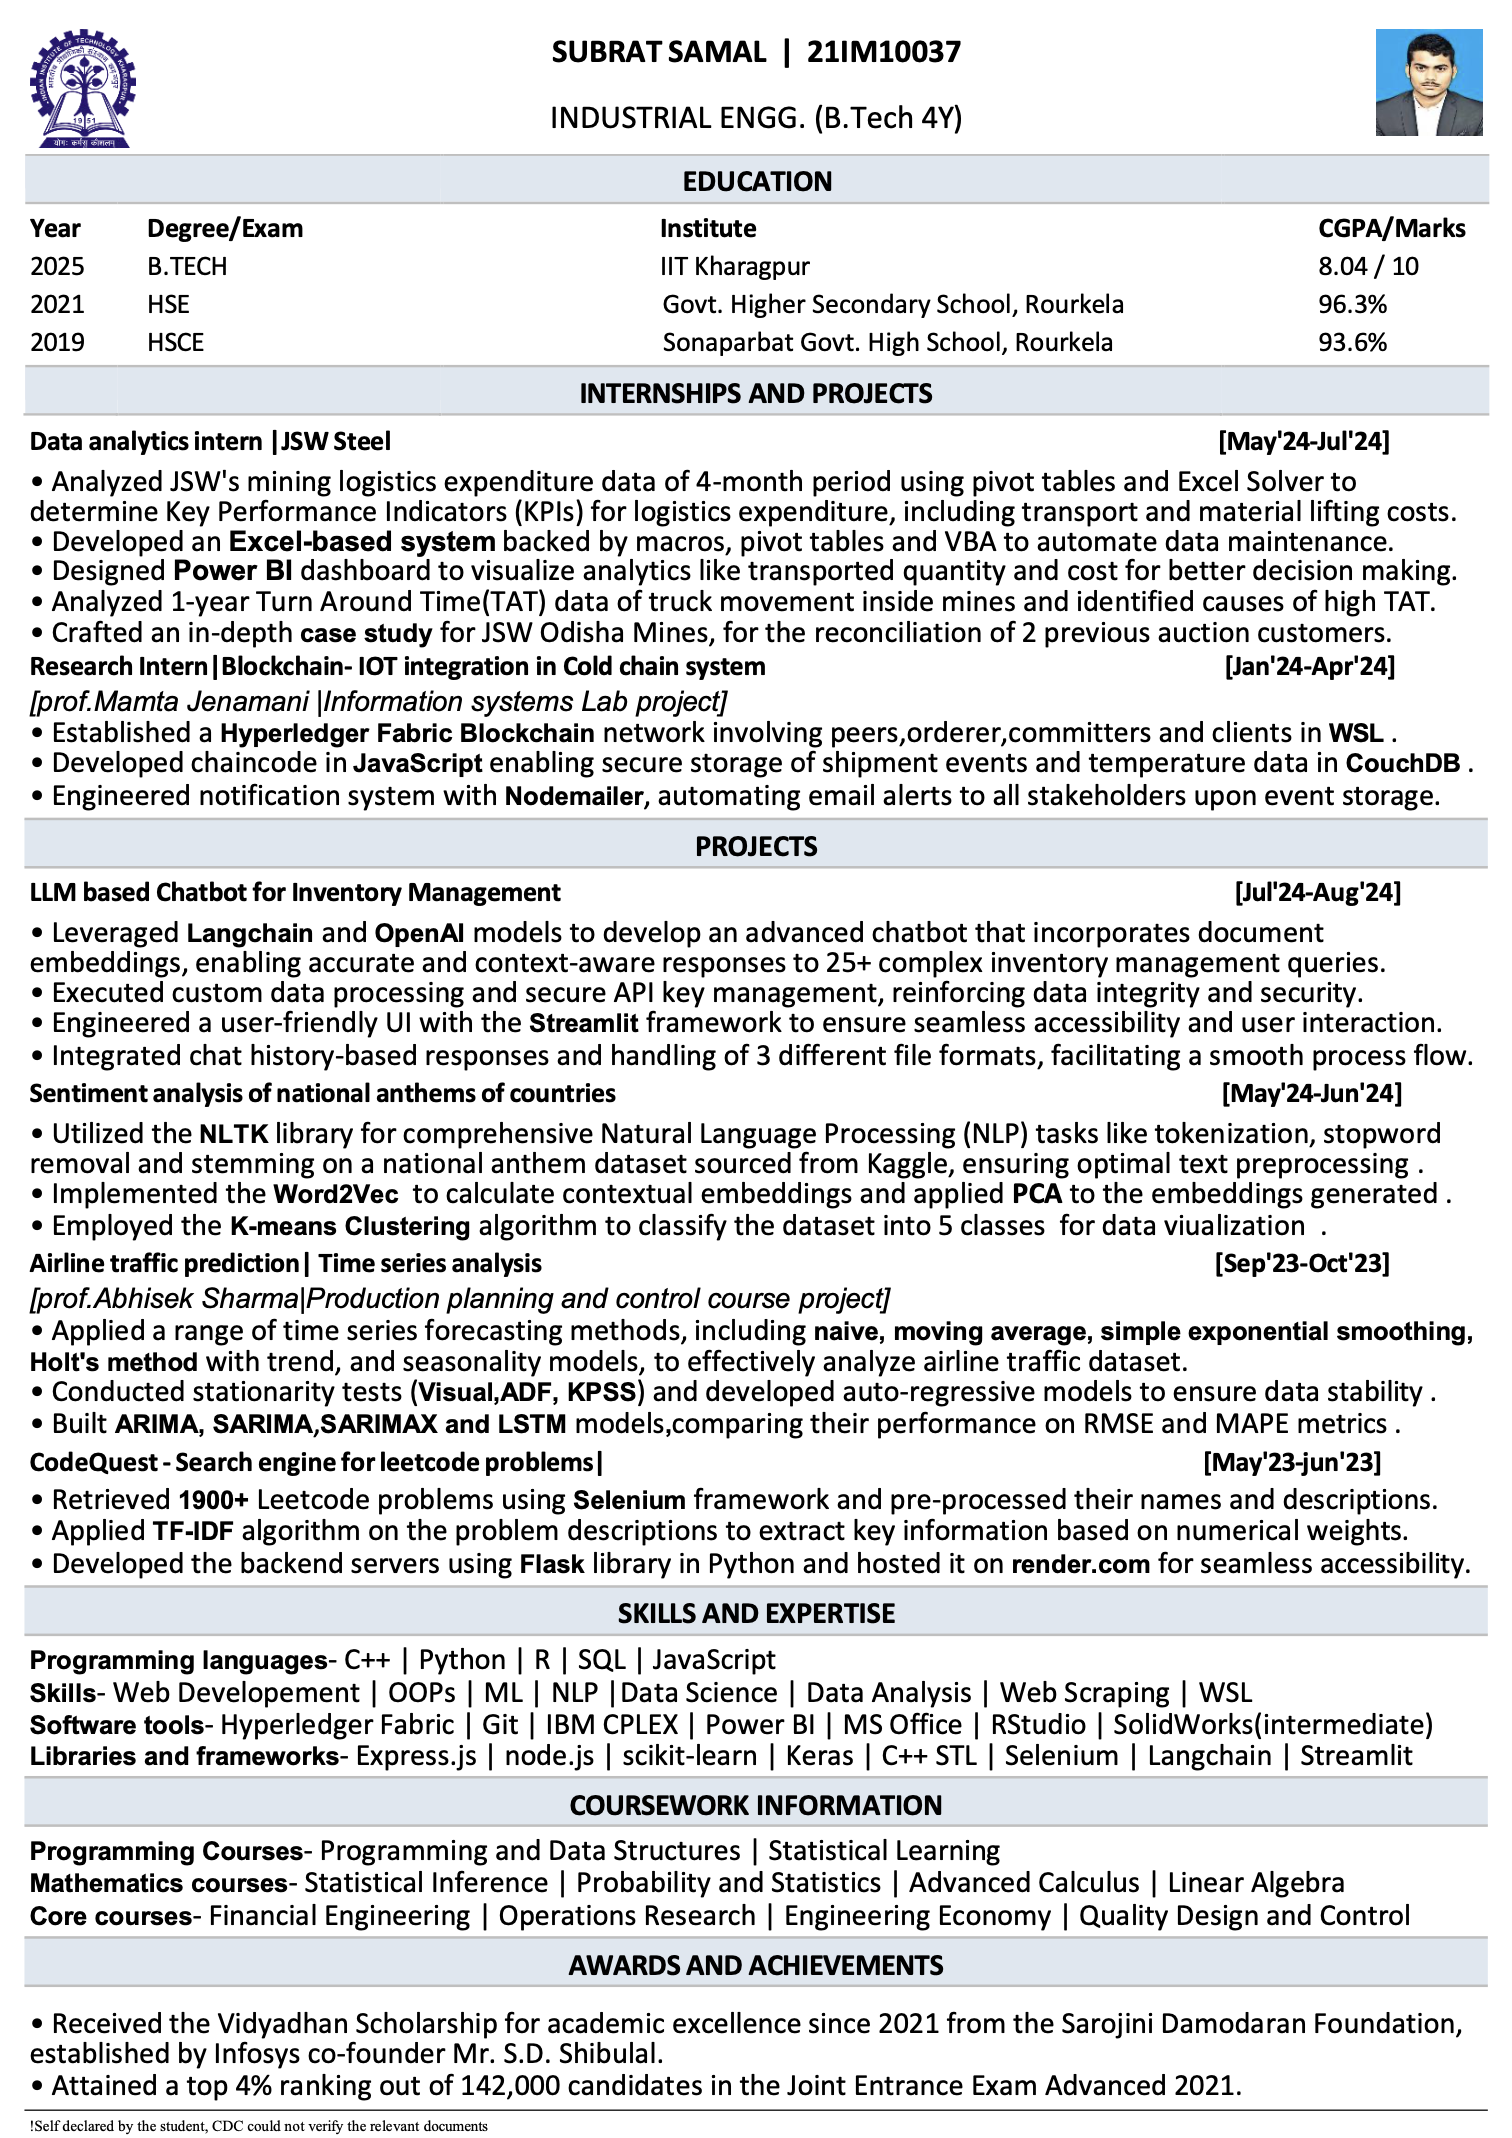 INDIAN INSTITUTE OF TECHNOLOGY KHARAGPUR
1951
योगः कर्मसु कौशलम्
SUBRAT SAMAL | 21IM10037
INDUSTRIAL ENGG. (B.Tech 4Y)
EDUCATION
Year Degree/Exam Institute CGPA/Marks
2025 B.TECH IIT Kharagpur 8.04 / 10
2021 HSE Govt. Higher Secondary School, Rourkela 96.3%
2019 HSCE Sonaparbat Govt. High School, Rourkela 93.6%
INTERNSHIPS AND PROJECTS
Data analytics intern |JSW Steel [May'24-Jul'24]
• Analyzed JSW's mining logistics expenditure data of 4-month period using pivot tables and Excel Solver to
determine Key Performance Indicators (KPIs) for logistics expenditure, including transport and material lifting costs.
• Developed an Excel-based system backed by macros, pivot tables and VBA to automate data maintenance.
• Designed Power BI dashboard to visualize analytics like transported quantity and cost for better decision making.
• Analyzed 1-year Turn Around Time(TAT) data of truck movement inside mines and identified causes of high TAT.
• Crafted an in-depth case study for JSW Odisha Mines, for the reconciliation of 2 previous auction customers.
Research Intern|Blockchain- IOT integration in Cold chain system [Jan'24-Apr'24]
[prof.Mamta Jenamani |Information systems Lab project]
• Established a Hyperledger Fabric Blockchain network involving peers,orderer,committers and clients in WSL .
• Developed chaincode in JavaScript enabling secure storage of shipment events and temperature data in CouchDB .
• Engineered notification system with Nodemailer, automating email alerts to all stakeholders upon event storage.
PROJECTS
LLM based Chatbot for Inventory Management [Jul'24-Aug'24]
• Leveraged Langchain and OpenAI models to develop an advanced chatbot that incorporates document
embeddings, enabling accurate and context-aware responses to 25+ complex inventory management queries.
• Executed custom data processing and secure API key management, reinforcing data integrity and security.
• Engineered a user-friendly UI with the Streamlit framework to ensure seamless accessibility and user interaction.
• Integrated chat history-based responses and handling of 3 different file formats, facilitating a smooth process flow.
Sentiment analysis of national anthems of countries [May'24-Jun'24]
• Utilized the NLTK library for comprehensive Natural Language Processing (NLP) tasks like tokenization, stopword
removal and stemming on a national anthem dataset sourced from Kaggle, ensuring optimal text preprocessing .
• Implemented the Word2Vec to calculate contextual embeddings and applied PCA to the embeddings generated .
• Employed the K-means Clustering algorithm to classify the dataset into 5 classes for data viualization .
Airline traffic prediction| Time series analysis [Sep'23-Oct'23]
[prof.Abhisek Sharma|Production planning and control course project]
• Applied a range of time series forecasting methods, including naive, moving average, simple exponential smoothing,
Holt's method with trend, and seasonality models, to effectively analyze airline traffic dataset.
• Conducted stationarity tests (Visual,ADF, KPSS) and developed auto-regressive models to ensure data stability .
• Built ARIMA, SARIMA,SARIMAX and LSTM models,comparing their performance on RMSE and MAPE metrics .
CodeQuest - Search engine for leetcode problems| [May'23-jun'23]
• Retrieved 1900+ Leetcode problems using Selenium framework and pre-processed their names and descriptions.
• Applied TF-IDF algorithm on the problem descriptions to extract key information based on numerical weights.
• Developed the backend servers using Flask library in Python and hosted it on render.com for seamless accessibility.
SKILLS AND EXPERTISE
Programming languages- C++ | Python | R | SQL | JavaScript
Skills- Web Developement | OOPs | ML | NLP |Data Science | Data Analysis | Web Scraping | WSL
Software tools- Hyperledger Fabric | Git | IBM CPLEX | Power BI | MS Office | RStudio | SolidWorks(intermediate)
Libraries and frameworks- Express.js | node.js | scikit-learn | Keras | C++ STL | Selenium | Langchain | Streamlit
COURSEWORK INFORMATION
Programming Courses- Programming and Data Structures | Statistical Learning
Mathematics courses- Statistical Inference | Probability and Statistics | Advanced Calculus | Linear Algebra
Core courses- Financial Engineering | Operations Research | Engineering Economy | Quality Design and Control
AWARDS AND ACHIEVEMENTS
• Received the Vidyadhan Scholarship for academic excellence since 2021 from the Sarojini Damodaran Foundation,
established by Infosys co-founder Mr. S.D. Shibulal.
• Attained a top 4% ranking out of 142,000 candidates in the Joint Entrance Exam Advanced 2021.
!Self declared by the student, CDC could not verify the relevant documents